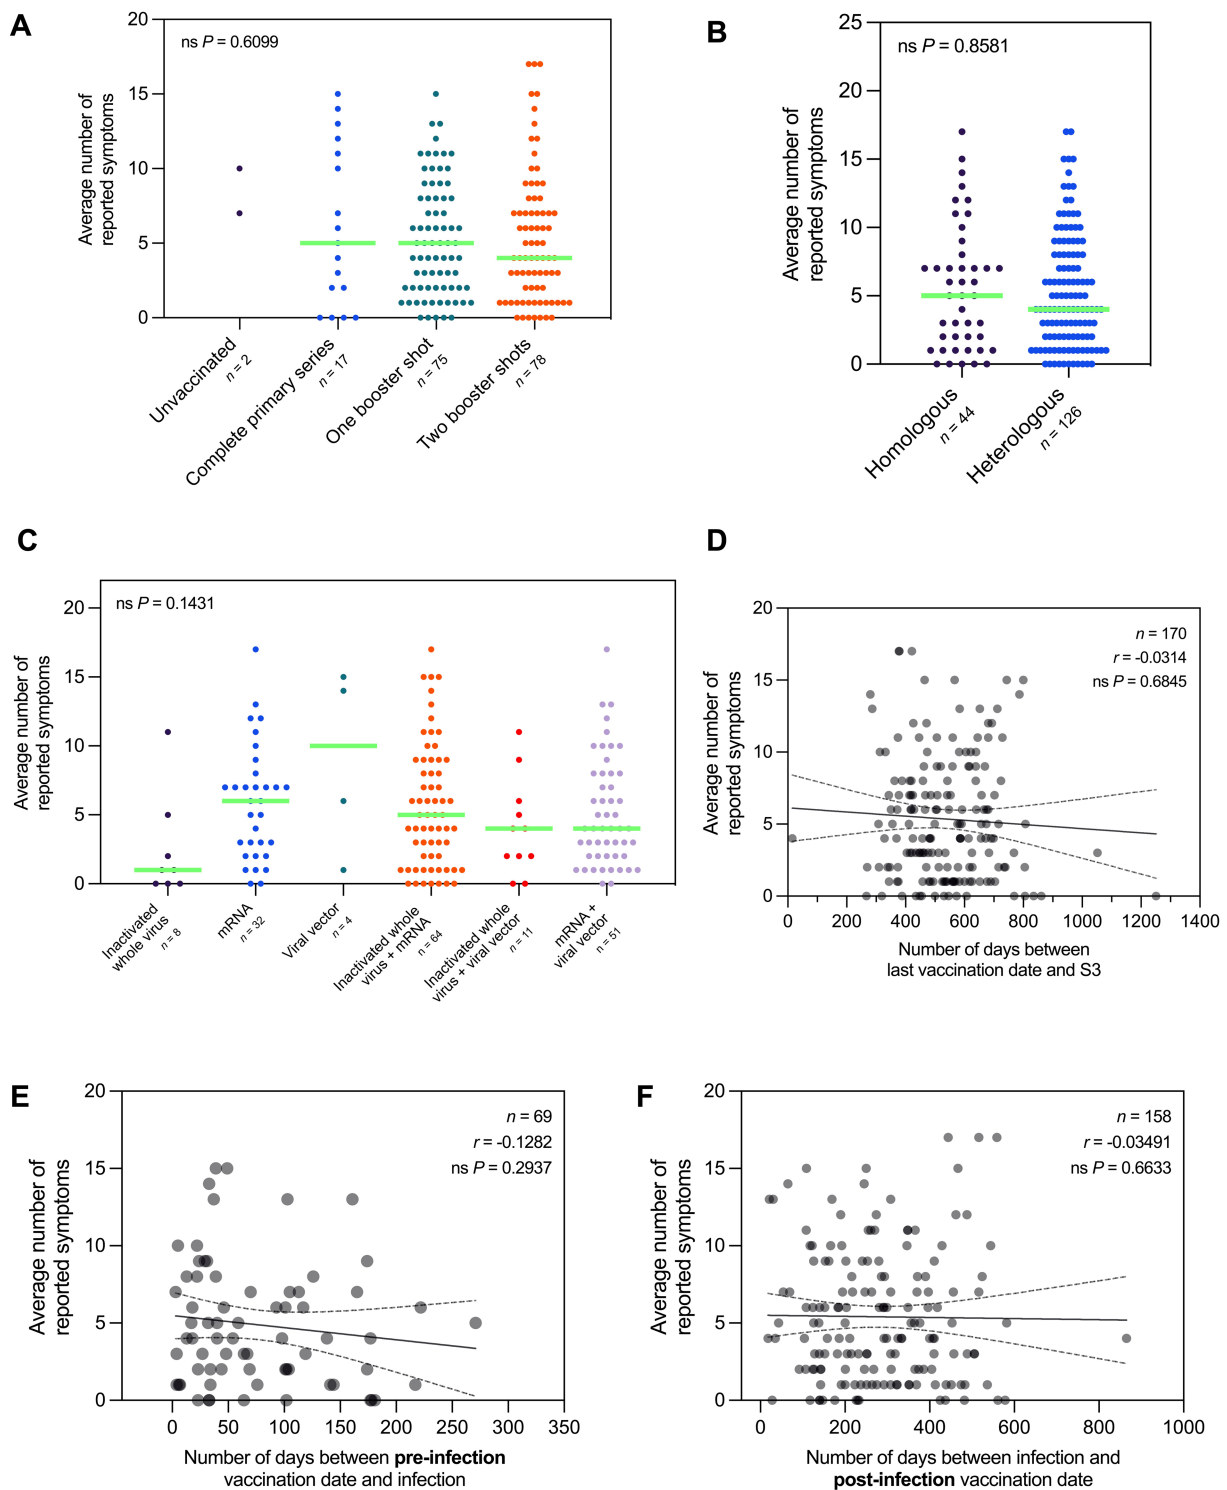 A
ns P = 0.6099
Average number of
reported symptoms
20
15
10
5
0
Unvaccinated
n = 2
Complete primary series
n = 17
One booster shot
n = 75
Two booster shots
n = 78
B
ns P = 0.8581
Average number of
reported symptoms
25
20
15
10
5
0
Homologous
n = 44
Heterologous
n = 126
C
ns P = 0.1431
Average number of
reported symptoms
20
15
10
5
0
Inactivated
whole virus
n = 8
mRNA
n = 32
Viral vector
n = 4
Inactivated whole
virus + mRNA
n = 64
Inactivated whole
virus + viral vector
n = 11
mRNA +
viral vector
n = 51
D
n = 170
r = -0.0314
ns P = 0.6845
Average number of
reported symptoms
20
15
10
5
0
0 200 400 600 800 1000 1200 1400
Number of days between
last vaccination date and S3
E
n = 69
r = -0.1282
ns P = 0.2937
Average number of
reported symptoms
20
15
10
5
0
0 50 100 150 200 250 300 350
Number of days between pre-infection
vaccination date and infection
F
n = 158
r = -0.03491
ns P = 0.6633
Average number of
reported symptoms
20
15
10
5
0
0 200 400 600 800 1000
Number of days between infection and
post-infection vaccination date